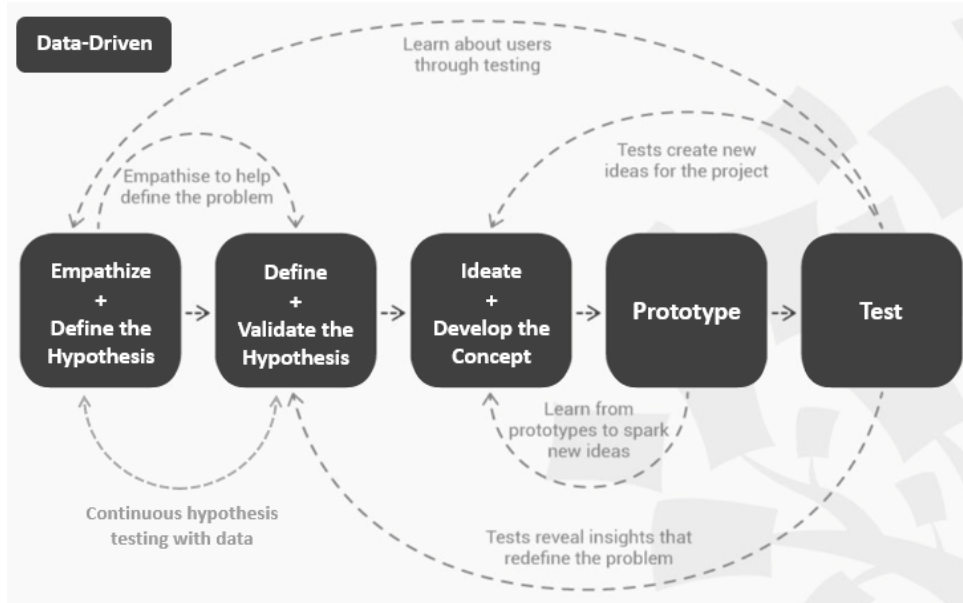 Data-Driven
Learn about users
through testing
Tests create new
ideas for the project
Empathise to help
define the problem
Empathize
+
Define the
Hypothesis
Define
+
Validate the
Hypothesis
Ideate
+
Develop the
Concept
Prototype
Test
Learn from
prototypes to spark
new ideas
Continuous hypothesis
testing with data
Tests reveal insights that
redefine the problem